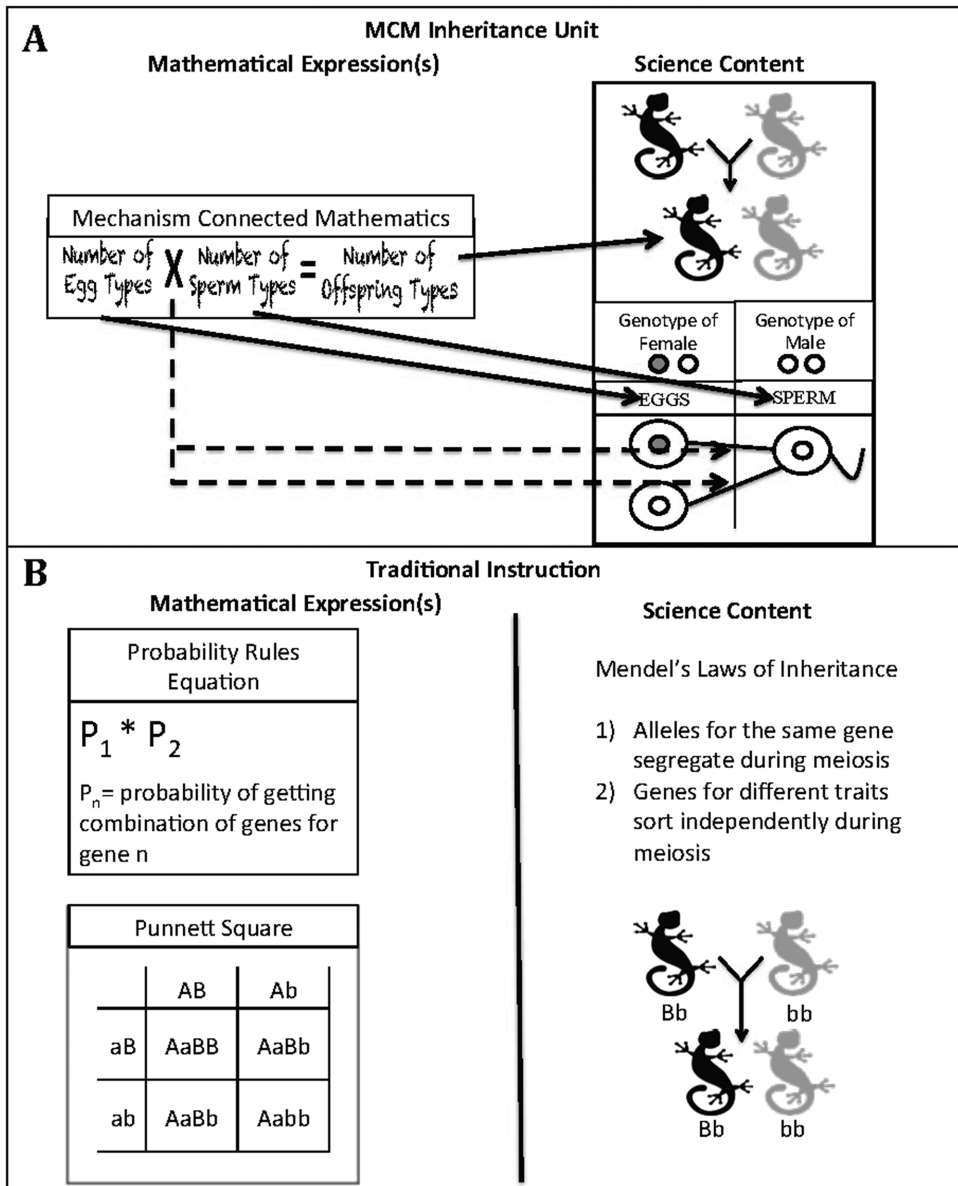 A
MCM Inheritance Unit
Mathematical Expression(s)
Science Content
Mechanism Connected Mathematics
Number of Egg Types X Number of Sperm Types = Number of Offspring Types
Genotype of Female
Genotype of Male
EGGS
SPERM
B
Traditional Instruction
Mathematical Expression(s)
Science Content
Probability Rules
Equation
P₁ * P₂
Pₙ= probability of getting
combination of genes for
gene n
Punnett Square
AB Ab
aB AaBB AaBb
ab AaBb Aabb
Mendel's Laws of Inheritance
1) Alleles for the same gene
segregate during meiosis
2) Genes for different traits
sort independently during
meiosis
Bb bb
Bb bb